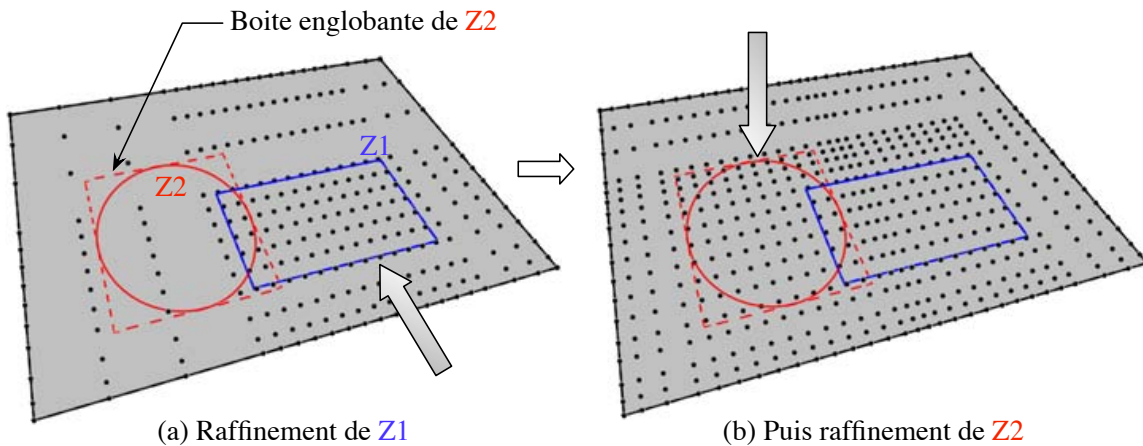 Boite englobante de Z2
Z1
Z2
(a) Raffinement de Z1
(b) Puis raffinement de Z2